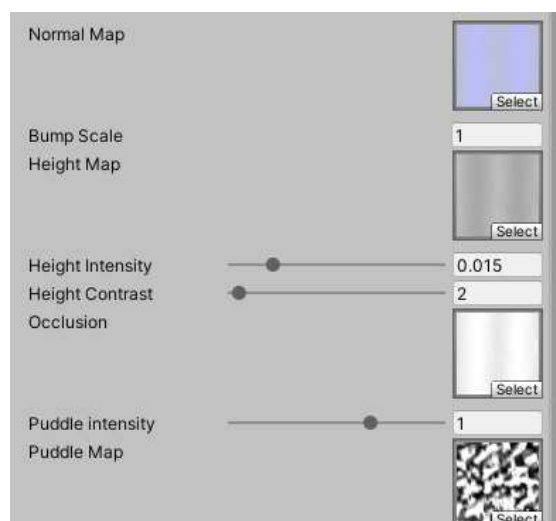 Normal Map
Select
Bump Scale 1
Height Map
Select
Height Intensity 0.015
Height Contrast 2
Occlusion
Select
Puddle intensity 1
Puddle Map
Select